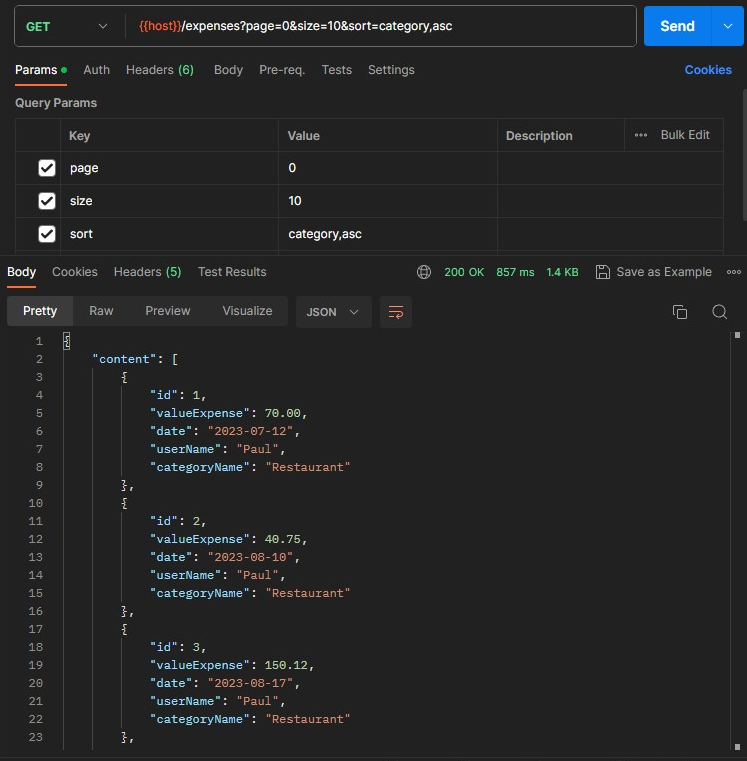 GET {{host}}/expenses?page=0&size=10&sort=category,asc Send
Params Auth Headers (6) Body Pre-req. Tests Settings Cookies
Query Params
Key Value Description ••• Bulk Edit
page 0
size 10
sort category,asc
Body Cookies Headers (5) Test Results 200 OK 857 ms 1.4 KB Save as Example
Pretty Raw Preview Visualize JSON
1 {
2 "content": [
3 {
4 "id": 1,
5 "valueExpense": 70.00,
6 "date": "2023-07-12",
7 "userName": "Paul",
8 "categoryName": "Restaurant"
9 },
10 {
11 "id": 2,
12 "valueExpense": 40.75,
13 "date": "2023-08-10",
14 "userName": "Paul",
15 "categoryName": "Restaurant"
16 },
17 {
18 "id": 3,
19 "valueExpense": 150.12,
20 "date": "2023-08-17",
21 "userName": "Paul",
22 "categoryName": "Restaurant"
23 },